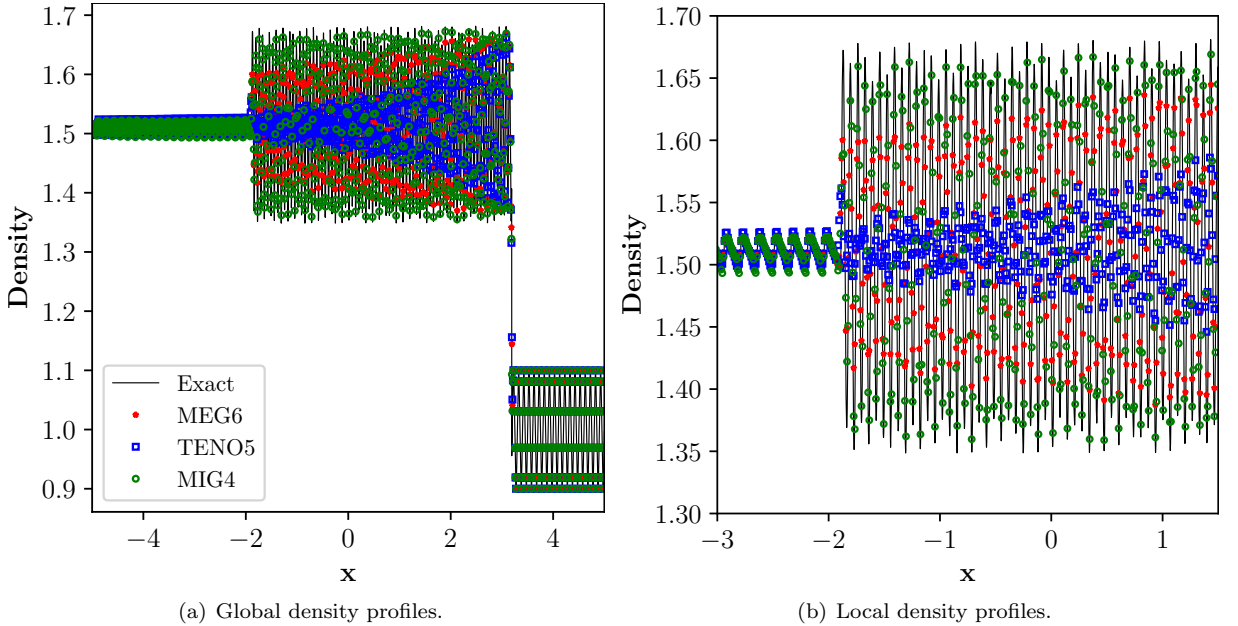 1.7
1.6
1.5
1.4
1.3
1.2
1.1
1.0
0.9
Density
Exact
MEG6
TENO5
MIG4
−4 −2 0 2 4
x
(a) Global density profiles.
1.70
1.65
1.60
1.55
1.50
1.45
1.40
1.35
1.30
Density
−3 −2 −1 0 1
x
(b) Local density profiles.